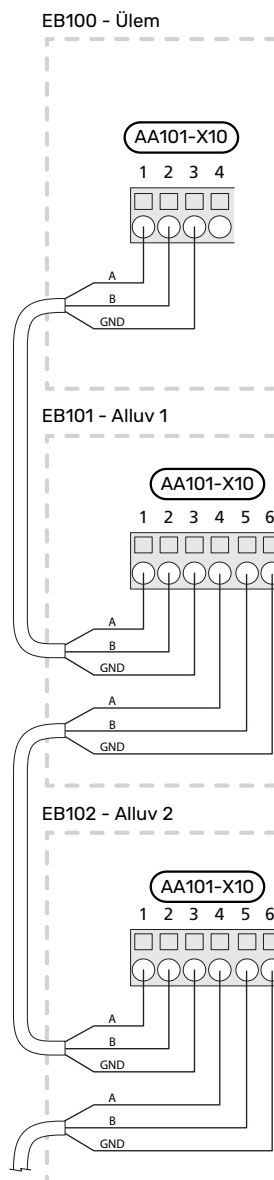 EB100 - Ülem
AA101-X10
1 2 3 4
A
B
GND
EB101 - Alluv 1
AA101-X10
1 2 3 4 5 6
A
B
GND
A
B
GND
EB102 - Alluv 2
AA101-X10
1 2 3 4 5 6
A
B
GND
A
B
GND